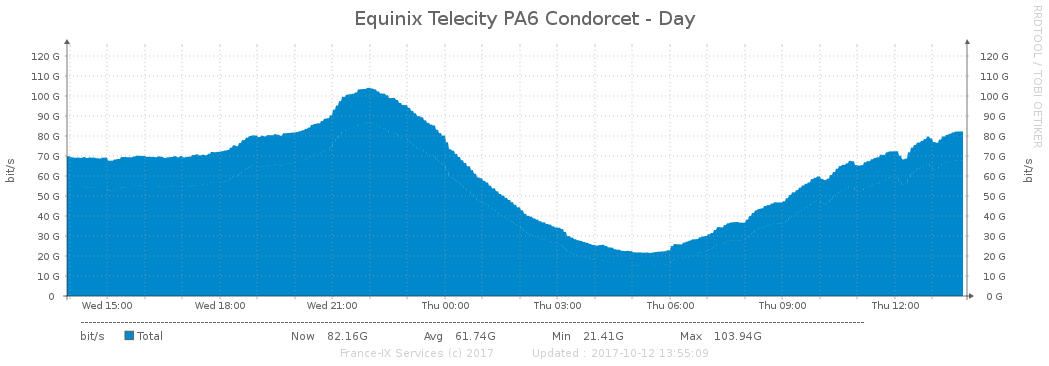 Equinix Telecity PA6 Condorcet - Day
RRDTOOL / TOBI OETIKER
bit/s
120 G
110 G
100 G
90 G
80 G
70 G
60 G
50 G
40 G
30 G
20 G
10 G
0
120 G
110 G
100 G
90 G
80 G
70 G
60 G
50 G
40 G
30 G
20 G
10 G
0 G
bit/s
Wed 15:00 Wed 18:00 Wed 21:00 Thu 00:00 Thu 03:00 Thu 06:00 Thu 09:00 Thu 12:00
bit/s Total Now 82.16G Avg 61.74G Min 21.41G Max 103.94G
France-IX Services (c) 2017 Updated : 2017-10-12 13:55:09